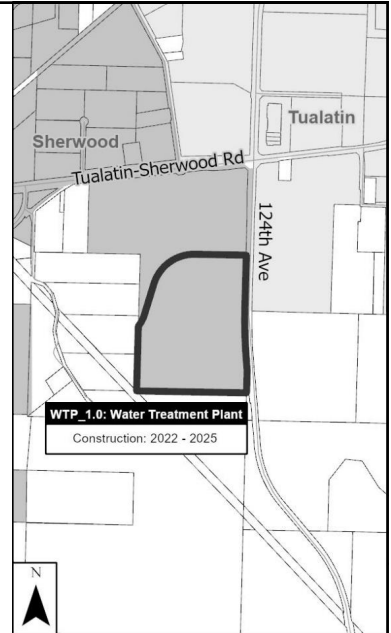 Sherwood
Tualatin
Tualatin-Sherwood Rd
124th Ave
WTP_1.0: Water Treatment Plant
Construction: 2022 - 2025
N